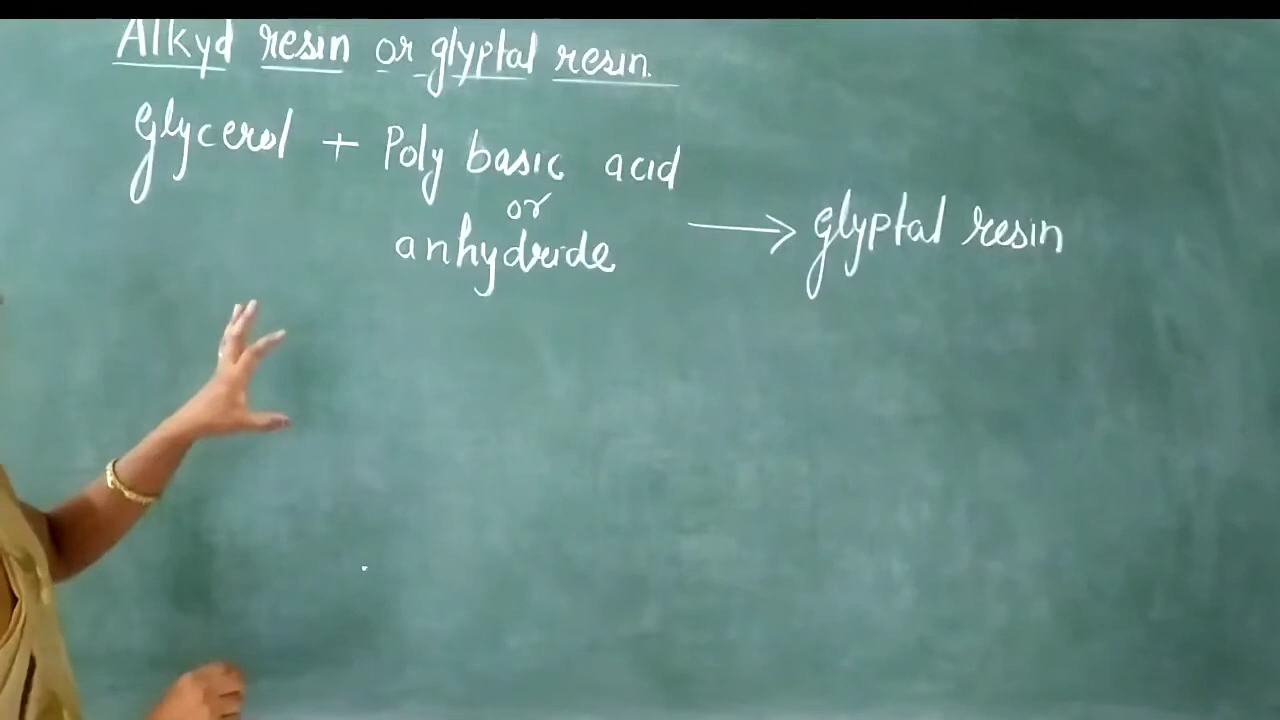 Alkyd resin or glyptal resin.
glycerol + Poly basic acid
or
anhydride → glyptal resin